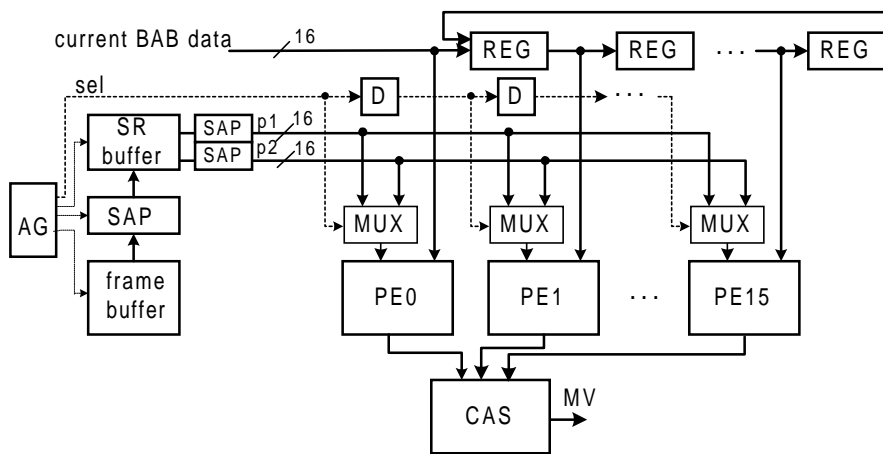 current BAB data 16 REG REG ... REG
sel D D ...
SR buffer SAP p1 16
SAP p2 16
AG SAP MUX MUX MUX
frame buffer PE0 PE1 ... PE15
CAS MV